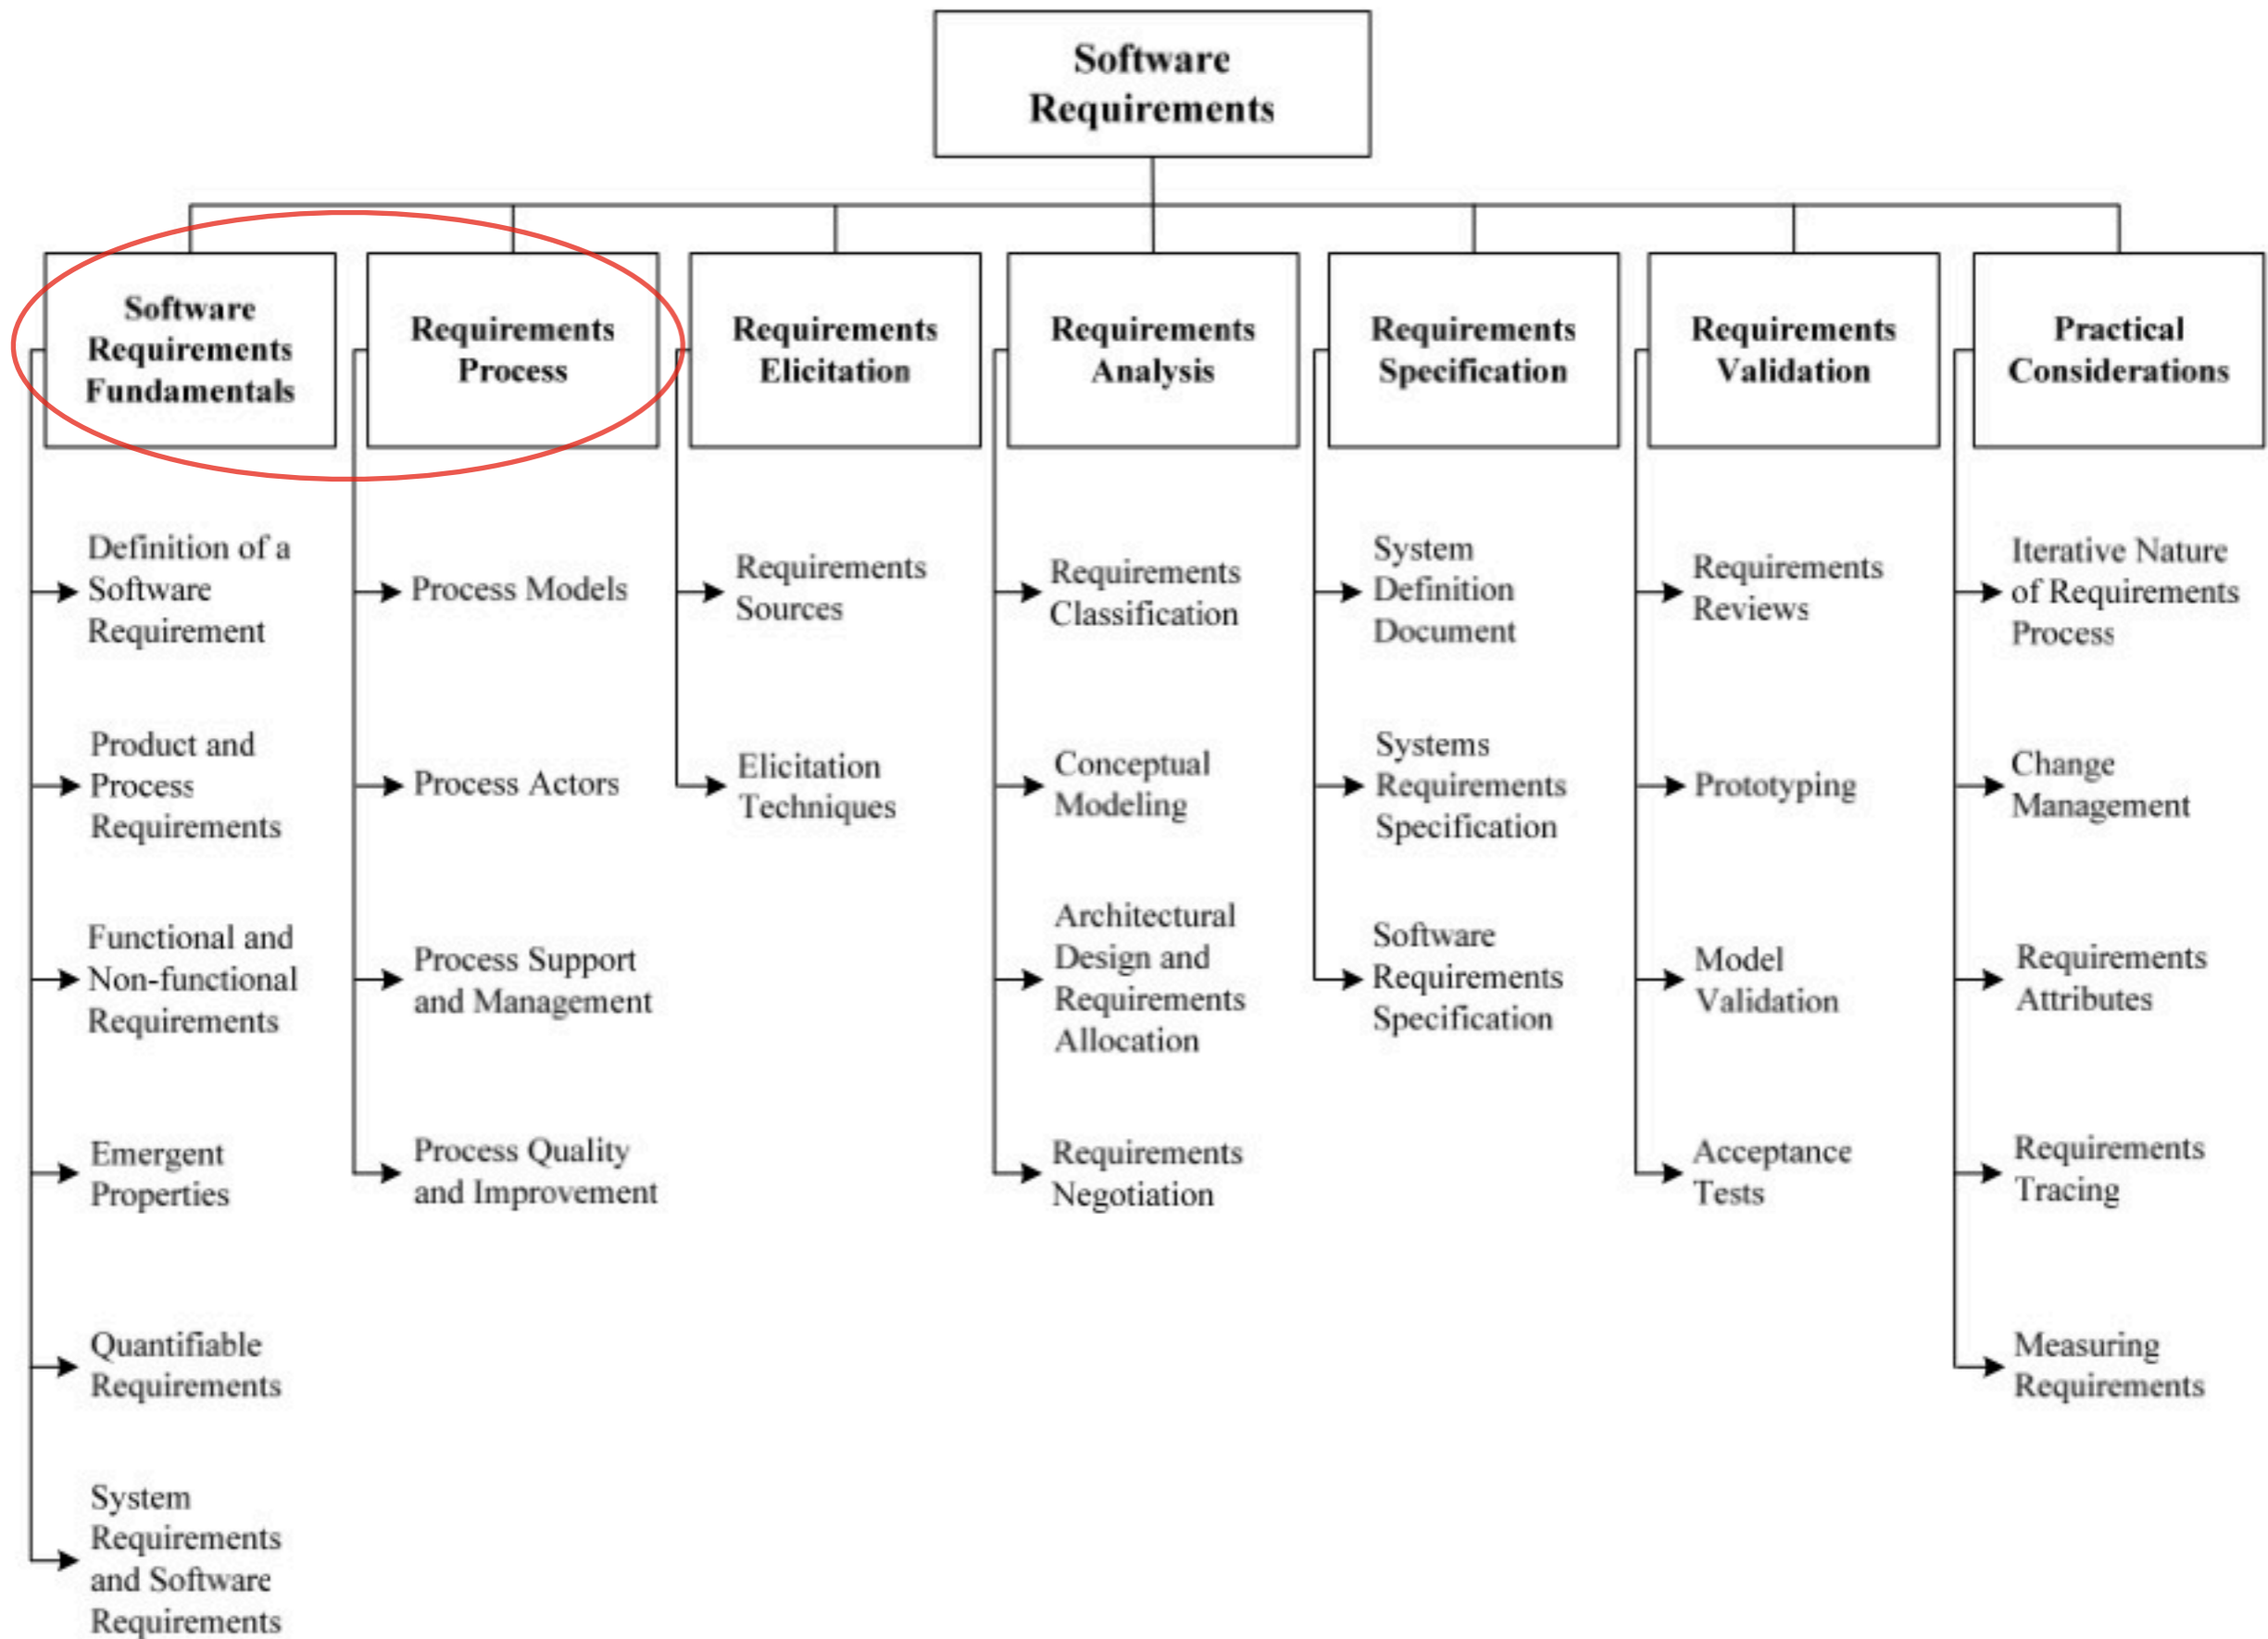 Software
Requirements
Software
Requirements
Fundamentals
Requirements
Process
Requirements
Elicitation
Requirements
Analysis
Requirements
Specification
Requirements
Validation
Practical
Considerations
Definition of a
Software
Requirement
Product and
Process
Requirements
Functional and
Non-functional
Requirements
Emergent
Properties
Quantifiable
Requirements
System
Requirements
and Software
Requirements
Process Models
Process Actors
Process Support
and Management
Process Quality
and Improvement
Requirements
Sources
Elicitation
Techniques
Requirements
Classification
Conceptual
Modeling
Architectural
Design and
Requirements
Allocation
Requirements
Negotiation
System
Definition
Document
Systems
Requirements
Specification
Software
Requirements
Specification
Requirements
Reviews
Prototyping
Model
Validation
Acceptance
Tests
Iterative Nature
of Requirements
Process
Change
Management
Requirements
Attributes
Requirements
Tracing
Measuring
Requirements